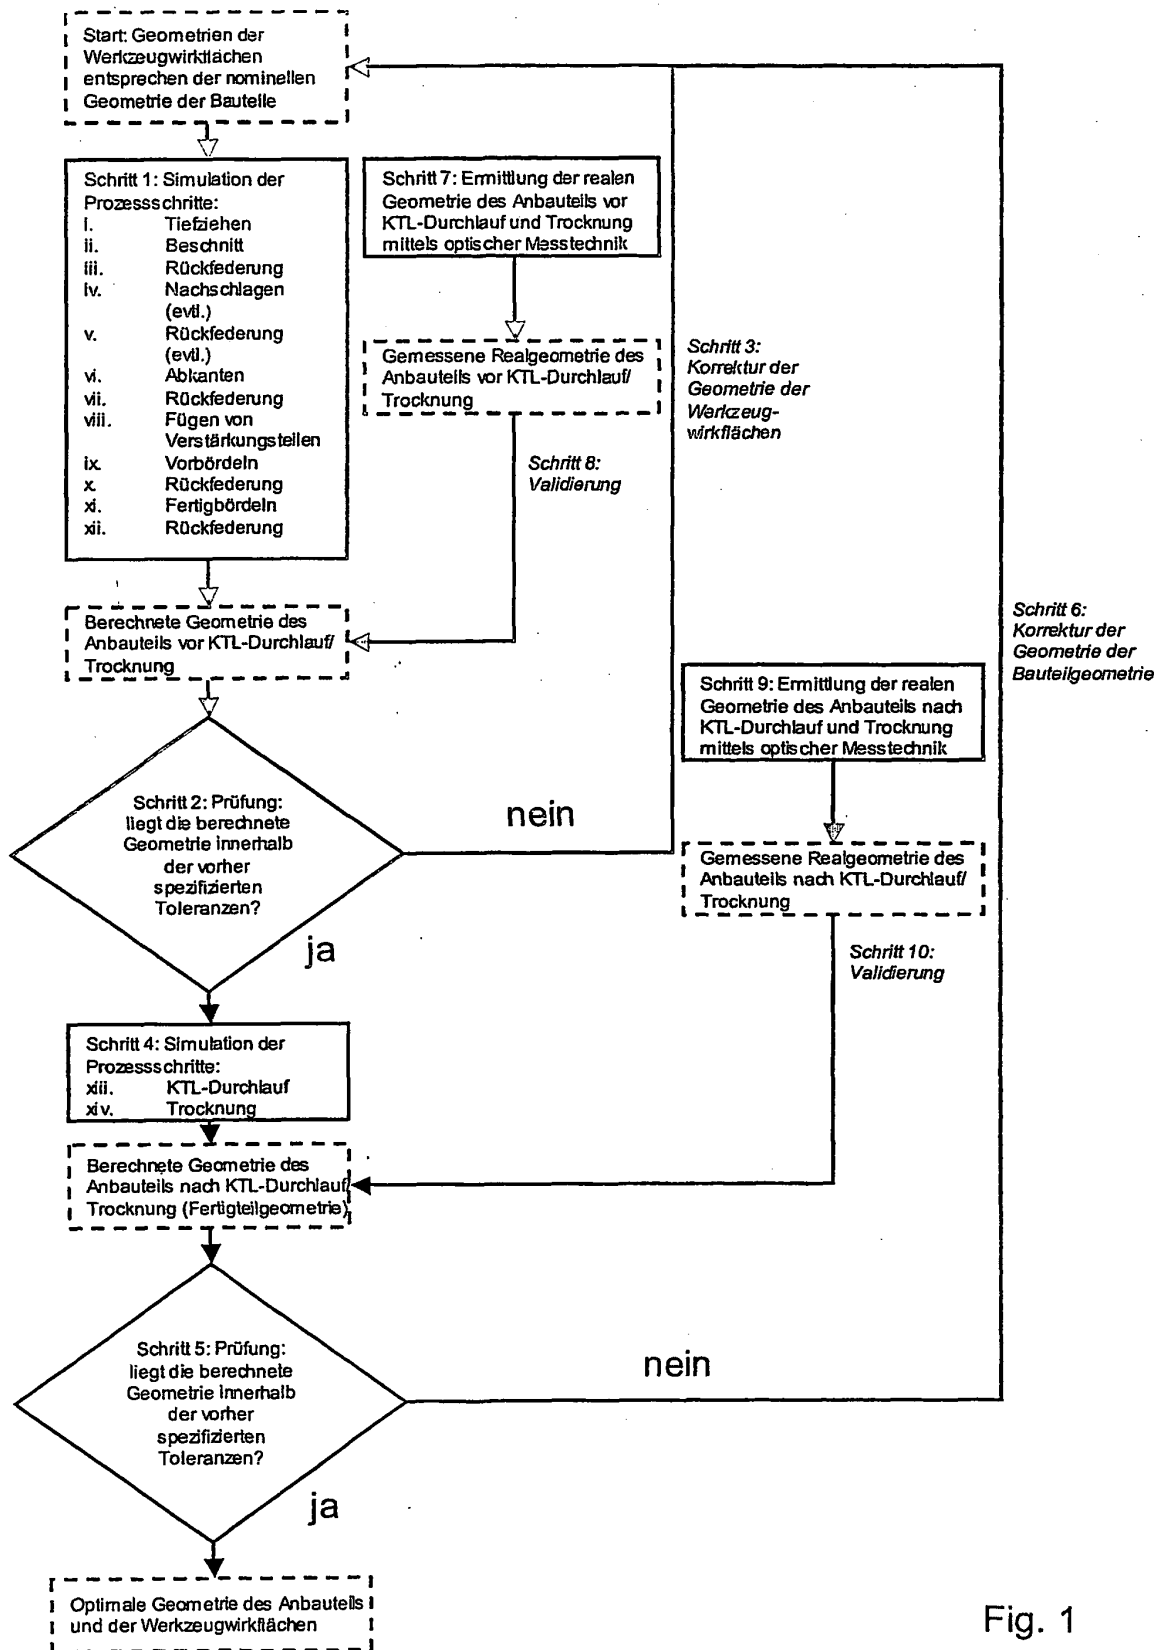 Start: Geometrien der
Werkzeugwirkflächen
entsprechen der nominellen
Geometrie der Bauteile
Schritt 1: Simulation der
Prozessschritte:
i. Tiefziehen
ii. Beschnitt
iii. Rückfederung
iv. Nachschlagen
(evtl.)
v. Rückfederung
(evtl.)
vi. Abkanten
vii. Rückfederung
viii. Fügen von
Verstärkungsteilen
ix. Vorbördeln
x. Rückfederung
xi. Fertigbördeln
xii. Rückfederung
Schritt 7: Ermittlung der realen
Geometrie des Anbauteils vor
KTL-Durchlauf und Trocknung
mittels optischer Messtechnik
Gemessene Realgeometrie des
Anbauteils vor KTL-Durchlauf/
Trocknung
Schritt 3:
Korrektur der
Geometrie der
Werkzeug-
wirkflächen
Schritt 8:
Validierung
Berechnete Geometrie des
Anbauteils vor KTL-Durchlauf/
Trocknung
Schritt 6:
Korrektur der
Geometrie der
Bauteilgeometrie
Schritt 9: Ermittlung der realen
Geometrie des Anbauteils nach
KTL-Durchlauf und Trocknung
mittels optischer Messtechnik
Schritt 2: Prüfung:
liegt die berechnete
Geometrie innerhalb
der vorher
spezifizierten
Toleranzen?
nein
ja
Gemessene Realgeometrie des
Anbauteils nach KTL-Durchlauf/
Trocknung
Schritt 10:
Validierung
Schritt 4: Simulation der
Prozessschritte:
xiii. KTL-Durchlauf
xiv. Trocknung
Berechnete Geometrie des
Anbauteils nach KTL-Durchlauf/
Trocknung (Fertigteilgeometrie)
Schritt 5: Prüfung:
liegt die berechnete
Geometrie innerhalb
der vorher
spezifizierten
Toleranzen?
nein
ja
Optimale Geometrie des Anbauteils
und der Werkzeugwirkflächen
Fig. 1